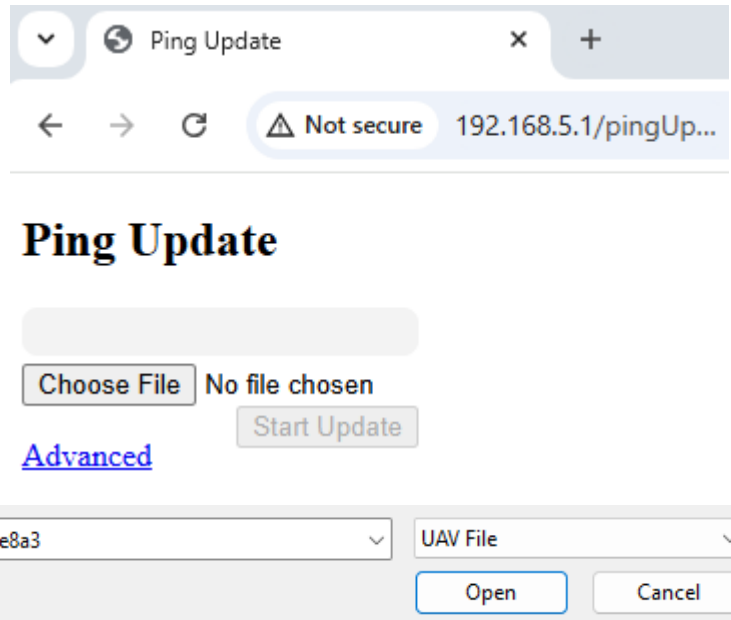 Ping Update
Not secure 192.168.5.1/pingUp...
Ping Update
Choose File No file chosen
Start Update
Advanced
e8a3 UAV File
Open Cancel